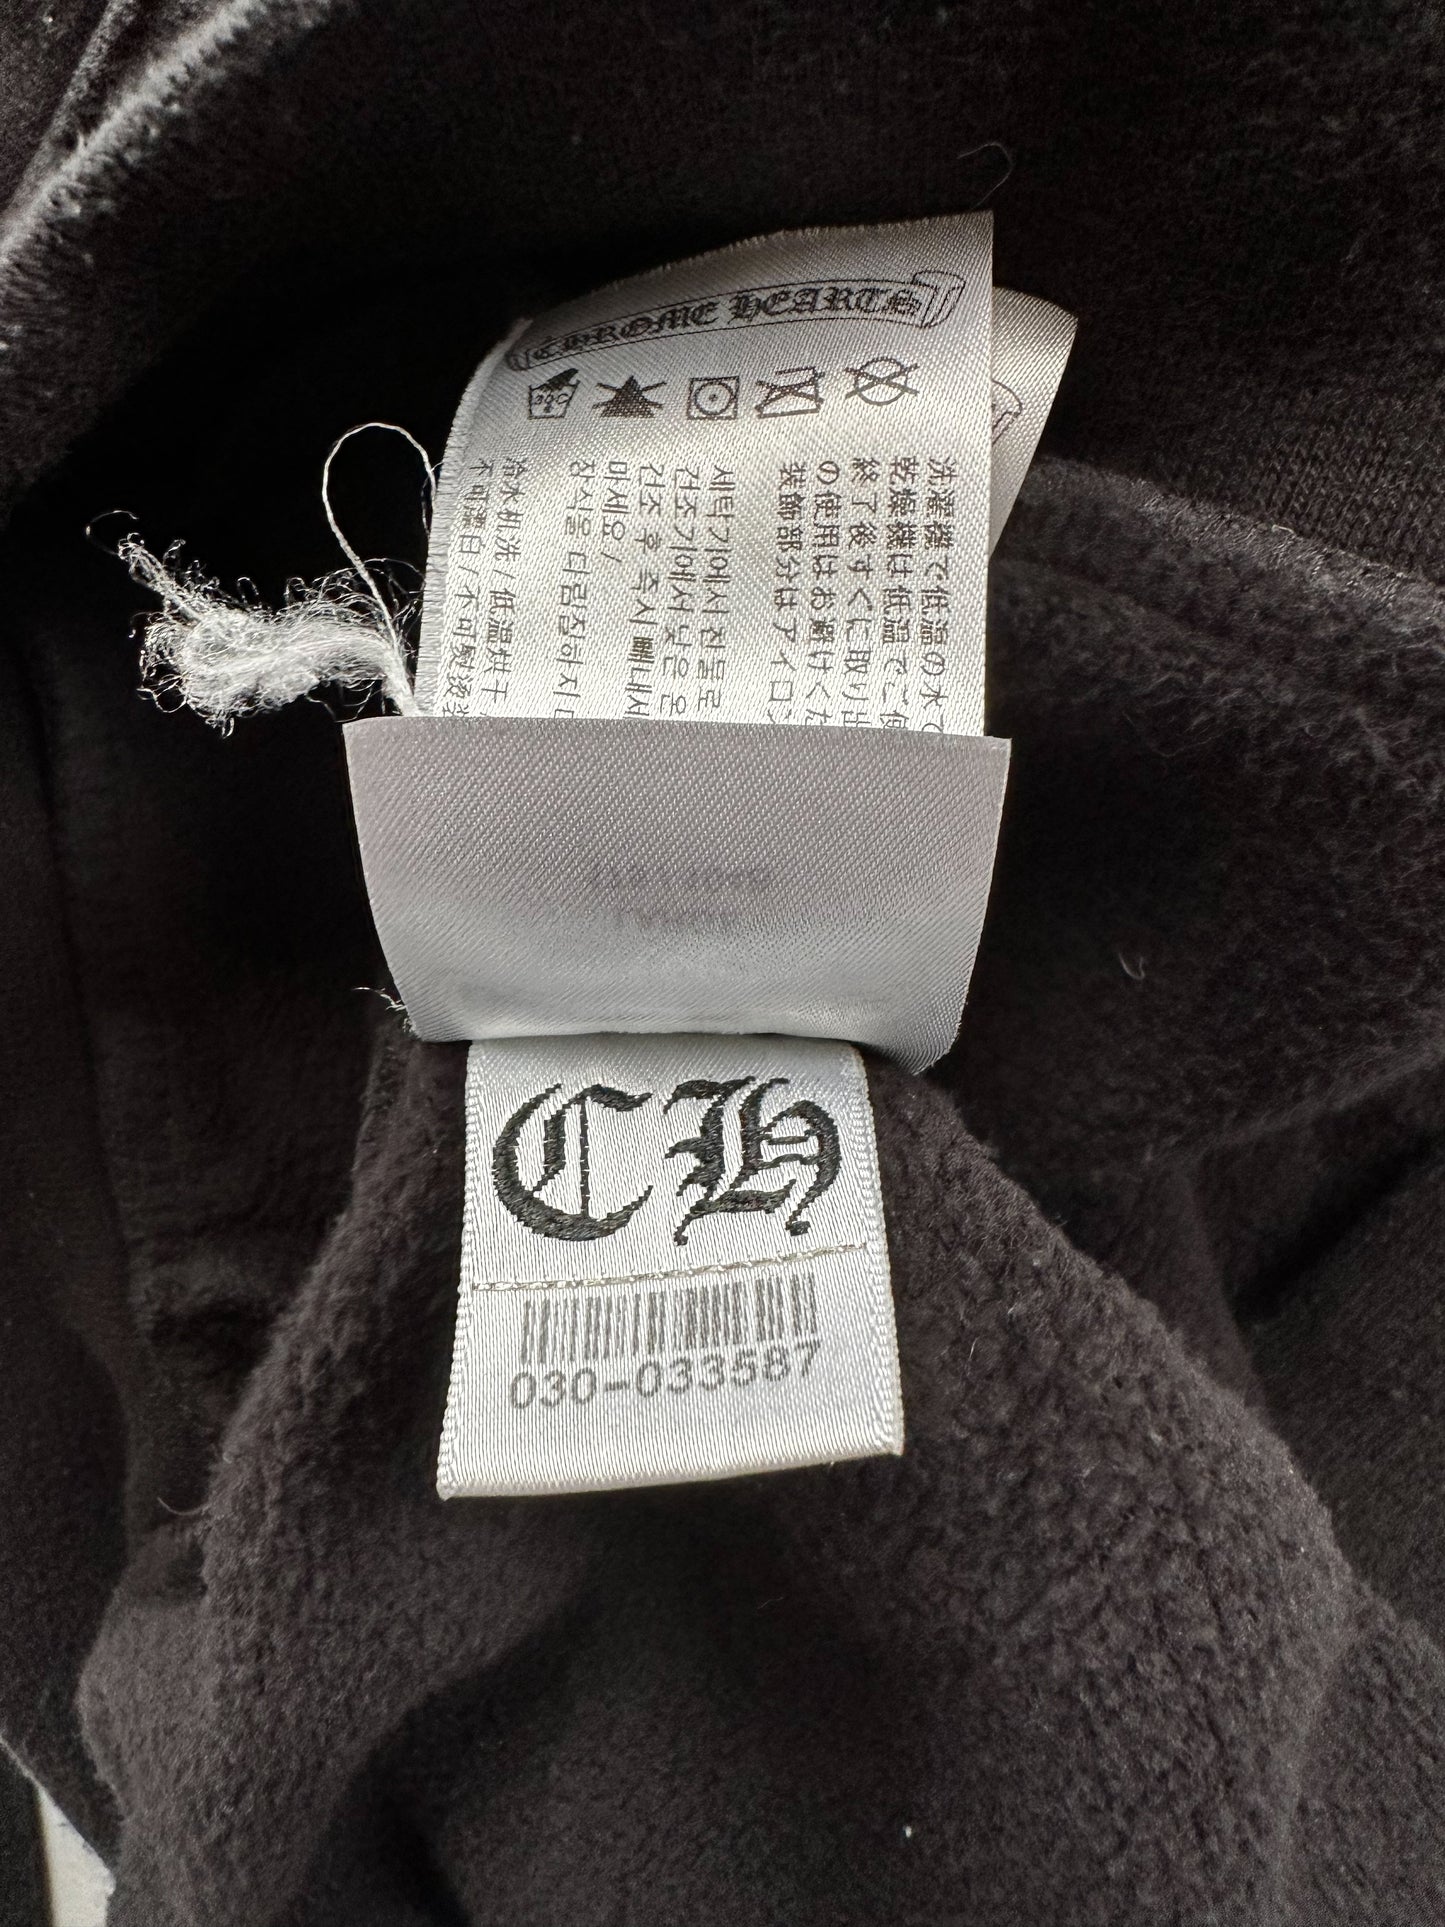 CHROME HEARTS
洗濯機で低温の水で
乾燥機は低温でご使
終了後すぐに取り出
の使用はお避けくだ
装飾部分はアイロン
세탁기에서 찬물로
건조기에서 낮은 온
건조 후 즉시 빼내시
마세요 /
장식물 다림질하지
冷水机洗/低温烘干
不可漂白/不可熨烫
CH
030-033587